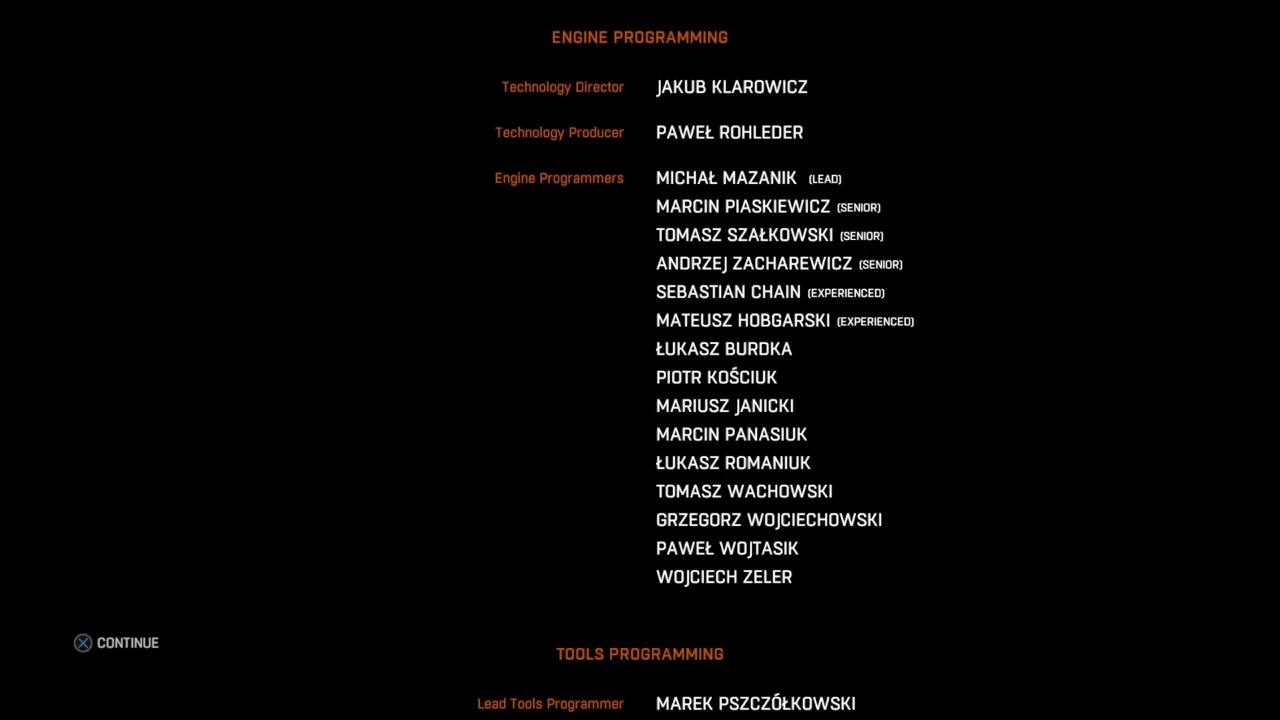 ENGINE PROGRAMMING
Technology Director JAKUB KLAROWICZ
Technology Producer PAWEŁ ROHLEDER
Engine Programmers MICHAŁ MAZANIK (LEAD)
MARCIN PIASKIEWICZ (SENIOR)
TOMASZ SZAŁKOWSKI (SENIOR)
ANDRZEJ ZACHAREWICZ (SENIOR)
SEBASTIAN CHAIN (EXPERIENCED)
MATEUSZ HOBGARSKI (EXPERIENCED)
ŁUKASZ BURDKA
PIOTR KOŚCIUK
MARIUSZ JANICKI
MARCIN PANASIUK
ŁUKASZ ROMANIUK
TOMASZ WACHOWSKI
GRZEGORZ WOJCIECHOWSKI
PAWEŁ WOJTASIK
WOJCIECH ZELER
CONTINUE
TOOLS PROGRAMMING
Lead Tools Programmer MAREK PSZCZÓŁKOWSKI